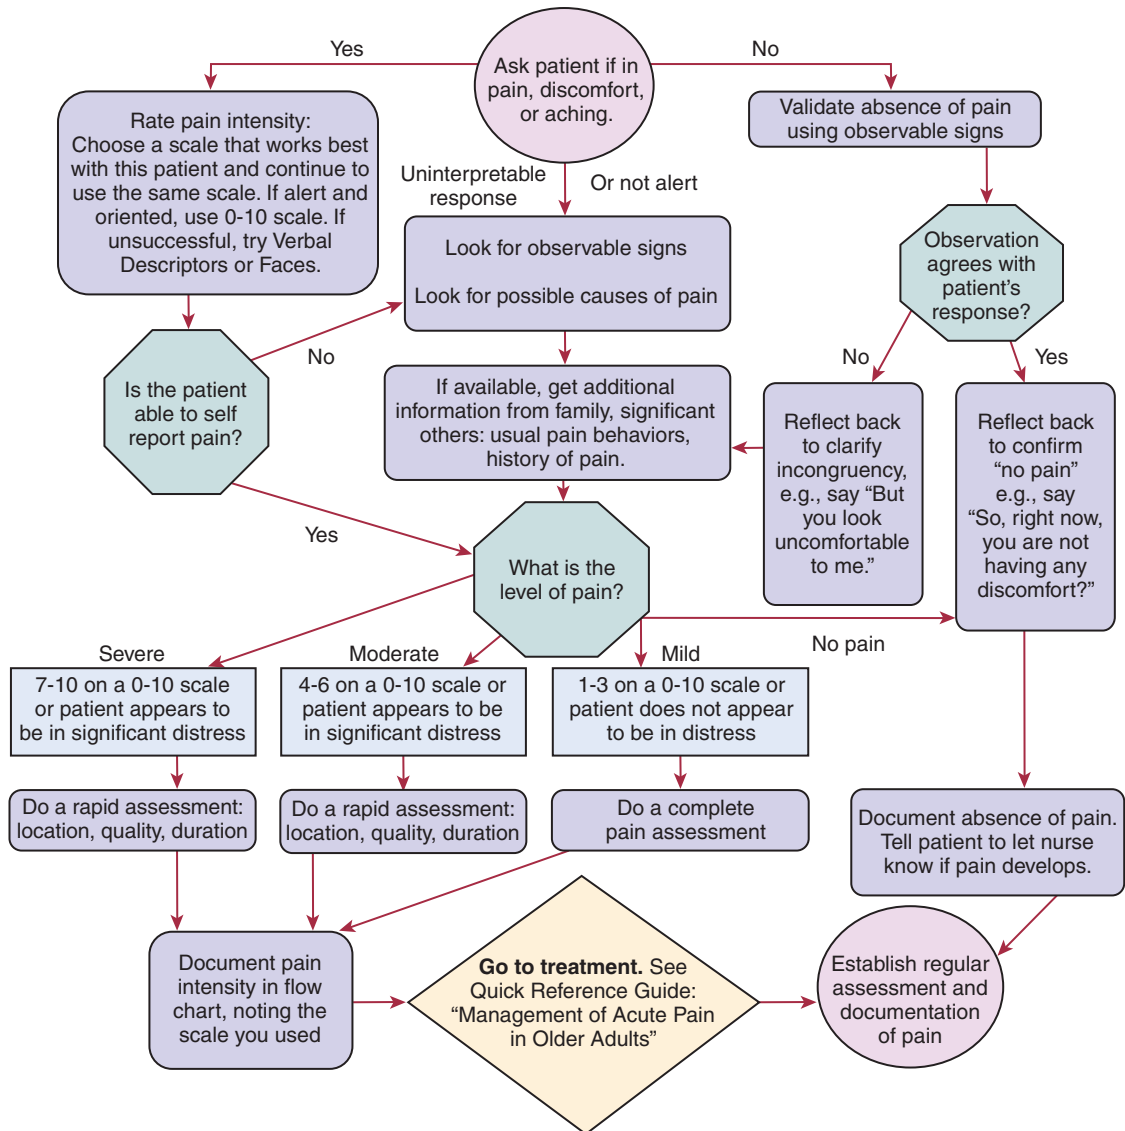 Yes
No
Ask patient if in
pain, discomfort,
or aching.
Rate pain intensity:
Choose a scale that works best
with this patient and continue to
use the same scale. If alert and
oriented, use 0-10 scale. If
unsuccessful, try Verbal
Descriptors or Faces.
Validate absence of pain
using observable signs
Uninterpretable
response
Or not alert
Look for observable signs
Look for possible causes of pain
Observation
agrees with
patient’s
response?
No
Is the patient
able to self
report pain?
If available, get additional
information from family, significant
others: usual pain behaviors,
history of pain.
No
Yes
Reflect back
to clarify
incongruency,
e.g., say “But
you look
uncomfortable
to me.”
Reflect back
to confirm
“no pain”
e.g., say
“So, right now,
you are not
having any
discomfort?”
Yes
What is the
level of pain?
No pain
Severe
Moderate
Mild
7-10 on a 0-10 scale
or patient appears to
be in significant distress
4-6 on a 0-10 scale or
patient appears to be
in significant distress
1-3 on a 0-10 scale or
patient does not appear
to be in distress
Do a rapid assessment:
location, quality, duration
Do a rapid assessment:
location, quality, duration
Do a complete
pain assessment
Document absence of pain.
Tell patient to let nurse
know if pain develops.
Document pain
intensity in flow
chart, noting the
scale you used
Go to treatment. See
Quick Reference Guide:
“Management of Acute Pain
in Older Adults”
Establish regular
assessment and
documentation
of pain